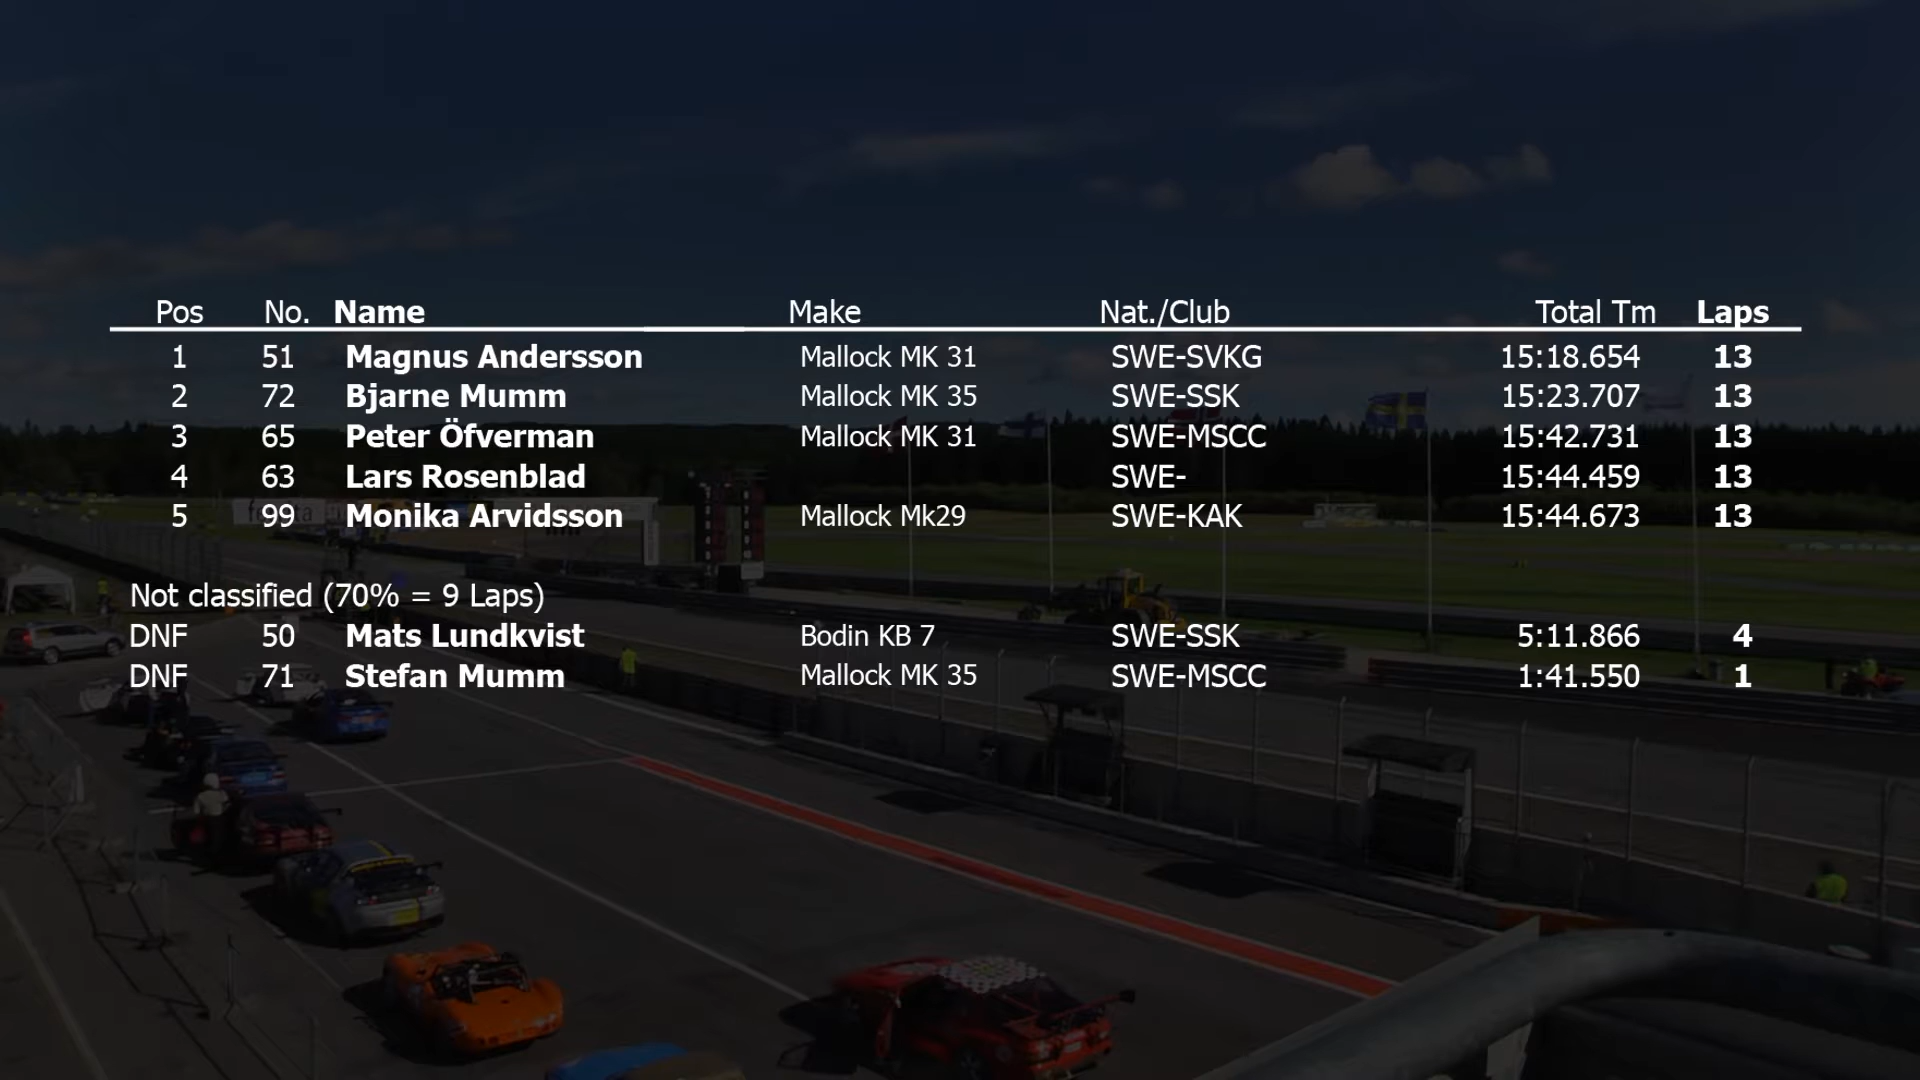 Pos No. Name Make Nat./Club Total Tm Laps
1 51 Magnus Andersson Mallock MK 31 SWE-SVKG 15:18.654 13
2 72 Bjarne Mumm Mallock MK 35 SWE-SSK 15:23.707 13
3 65 Peter Öfverman Mallock MK 31 SWE-MSCC 15:42.731 13
4 63 Lars Rosenblad SWE- 15:44.459 13
5 99 Monika Arvidsson Mallock Mk29 SWE-KAK 15:44.673 13
Not classified (70% = 9 Laps)
DNF 50 Mats Lundkvist Bodin KB 7 SWE-SSK 5:11.866 4
DNF 71 Stefan Mumm Mallock MK 35 SWE-MSCC 1:41.550 1